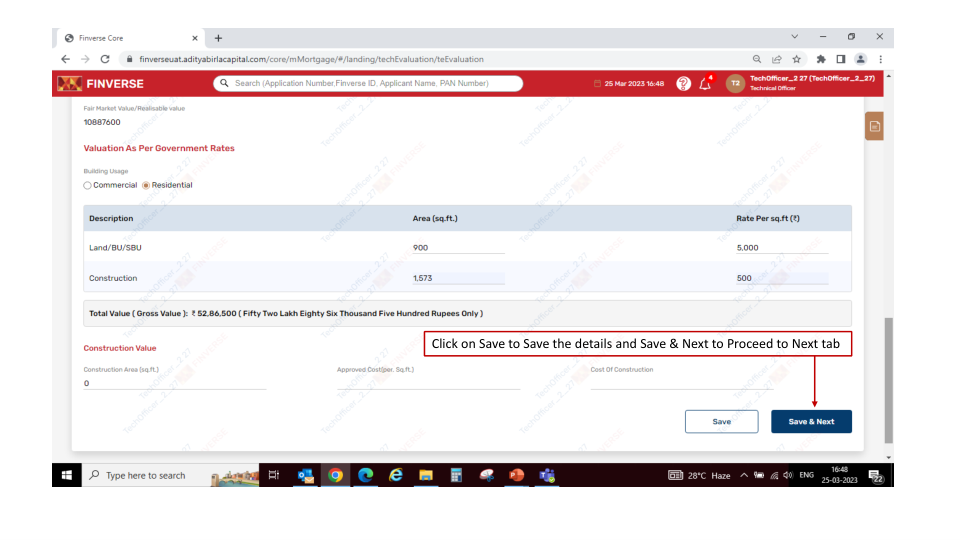 Finverse Core
finverseuat.adityabirlacapital.com/core/mMortgage/#/landing/techEvaluation/teEvaluation
FINVERSE
Search (Application Number,Finverse ID, Applicant Name, PAN Number)
25 Mar 2023 16:48
4
T2
TechOfficer_2 27 (TechOfficer_2_27)
Technical Officer
Fair Market Value/Realisable value
10887600
Valuation As Per Government Rates
Building Usage
Commercial Residential
Description Area (sq.ft.) Rate Per sq.ft (₹)
Land/BU/SBU 900 5,000
Construction 1,573 500
Total Value ( Gross Value ): ₹ 52,86,500 ( Fifty Two Lakh Eighty Six Thousand Five Hundred Rupees Only )
Click on Save to Save the details and Save & Next to Proceed to Next tab
Construction Value
Construction Area (sq.ft.) Approved Cost(per. Sq.ft.) Cost Of Construction
0
Save Save & Next
Type here to search
28°C Haze
ENG
16:48
25-03-2023
22